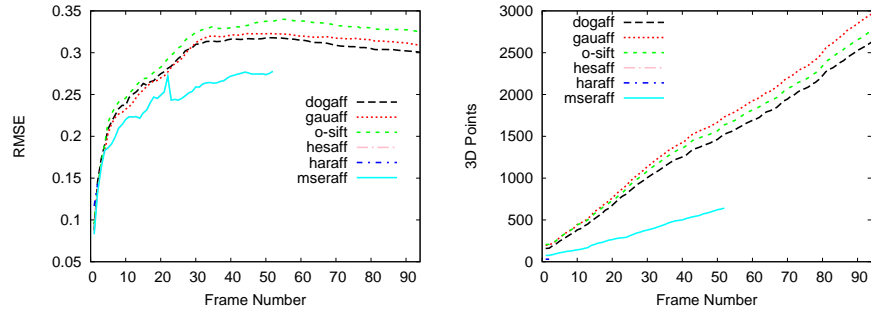 0.35
0.3
0.25
0.2
0.15
0.1
0.05
RMSE
0 10 20 30 40 50 60 70 80 90
Frame Number
dogaff
gauaff
o-sift
hesaff
haraff
mseraff
3000
2500
2000
1500
1000
500
0
3D Points
0 10 20 30 40 50 60 70 80 90
Frame Number
dogaff
gauaff
o-sift
hesaff
haraff
mseraff